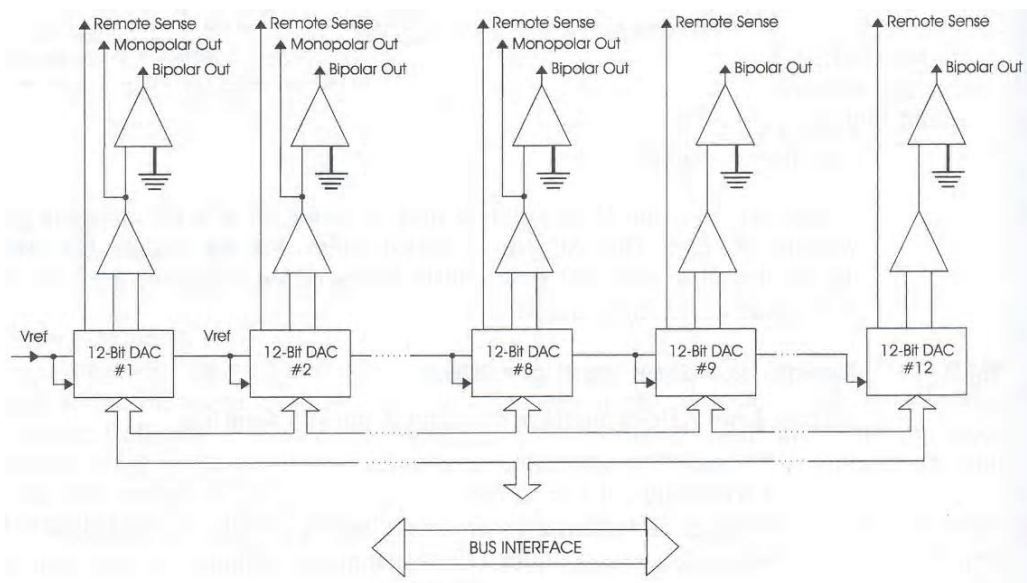 Remote Sense
Remote Sense
Remote Sense
Remote Sense
Remote Sense
Monopolar Out
Monopolar Out
Monopolar Out
Bipolar Out
Bipolar Out
Bipolar Out
Bipolar Out
Bipolar Out
Vref
Vref
12-Bit DAC
#1
12-Bit DAC
#2
12-Bit DAC
#8
12-Bit DAC
#9
12-Bit DAC
#12
BUS INTERFACE